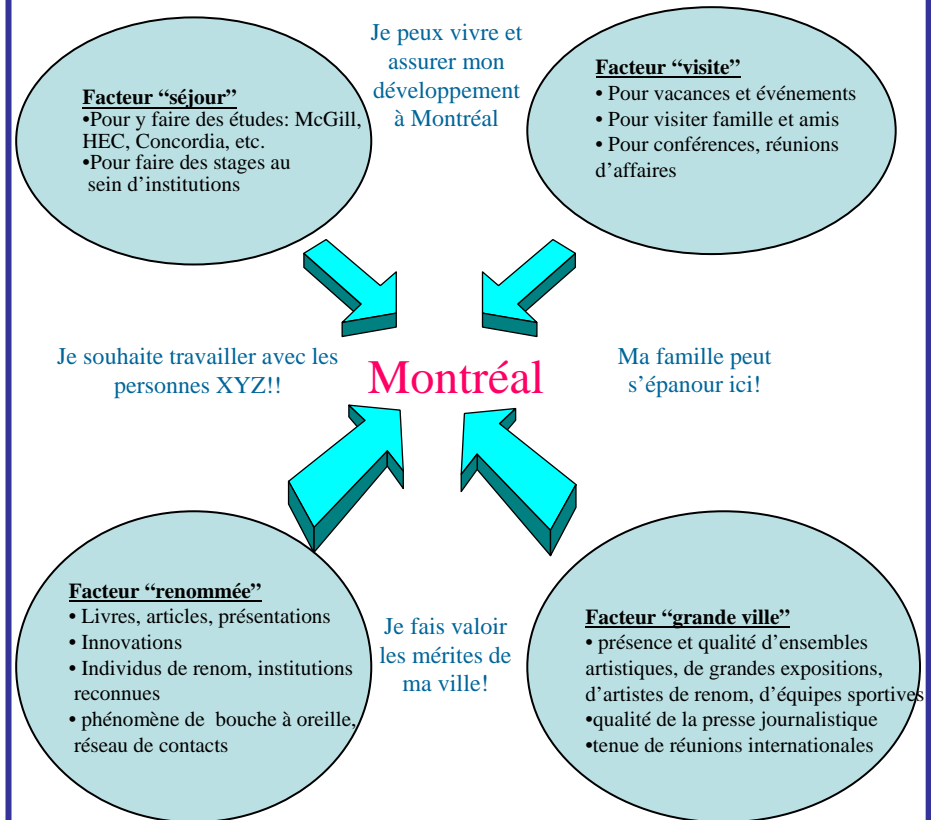 Je peux vivre et
assurer mon
développement
à Montréal
Facteur “séjour”
•Pour y faire des études: McGill,
HEC, Concordia, etc.
•Pour faire des stages au
sein d’institutions
Facteur “visite”
• Pour vacances et événements
• Pour visiter famille et amis
• Pour conférences, réunions
d’affaires
Je souhaite travailler avec les
personnes XYZ!!
Montréal
Ma famille peut
s’épanour ici!
Facteur “renommée”
• Livres, articles, présentations
• Innovations
• Individus de renom, institutions
reconnues
• phénomène de bouche à oreille,
réseau de contacts
Je fais valoir
les mérites de
ma ville!
Facteur “grande ville”
• présence et qualité d’ensembles
artistiques, de grandes expositions,
d’artistes de renom, d’équipes sportives
•qualité de la presse journalistique
•tenue de réunions internationales